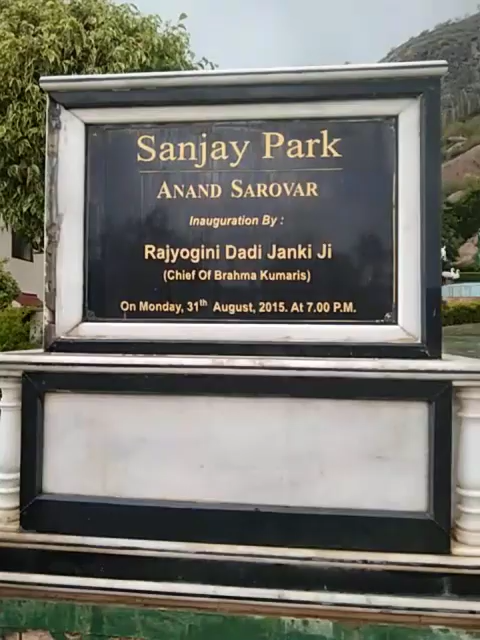 Sanjay Park
ANAND SAROVAR
Inauguration By :
Rajyogini Dadi Janki Ji
(Chief Of Brahma Kumaris)
On Monday, 31th August, 2015. At 7.00 P.M.